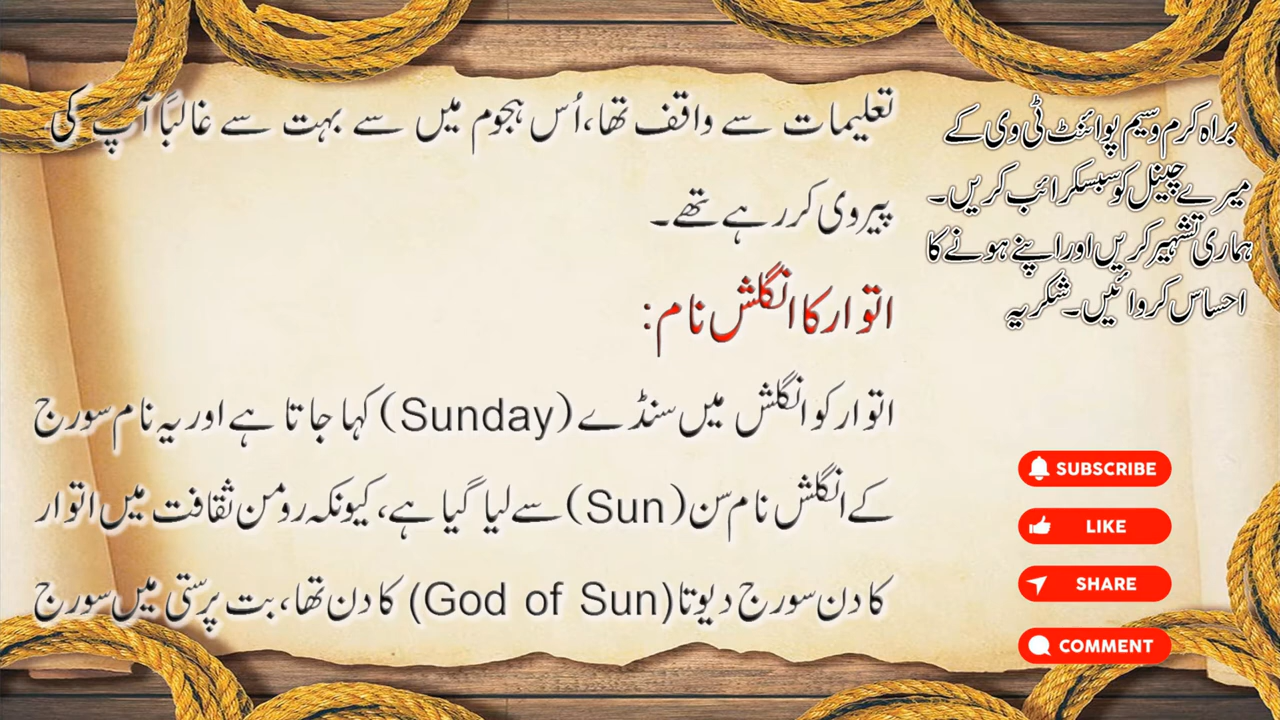 تعلیمات سے واقف تھا، اُس ہجوم میں سے بہت سے غالباً آپ کی
پیروی کر رہے تھے۔
اتوار کا انگلش نام:
اتوار کو انگلش میں سنڈے (Sunday) کہا جاتا ہے اور یہ نام سورج
کے انگلش نام سن (Sun) سے لیا گیا ہے، کیونکہ رومن ثقافت میں اتوار
کا دن سورج دیوتا (God of Sun) کا دن تھا، بت پرستی میں سورج
براہ کرم وسیم پوائنٹ ٹی وی کے
میرے چینل کو سبسکرائب کریں۔
ہماری تشہیر کریں اور اپنے ہونے کا
احساس کروائیں۔ شکریہ
SUBSCRIBE
LIKE
SHARE
COMMENT